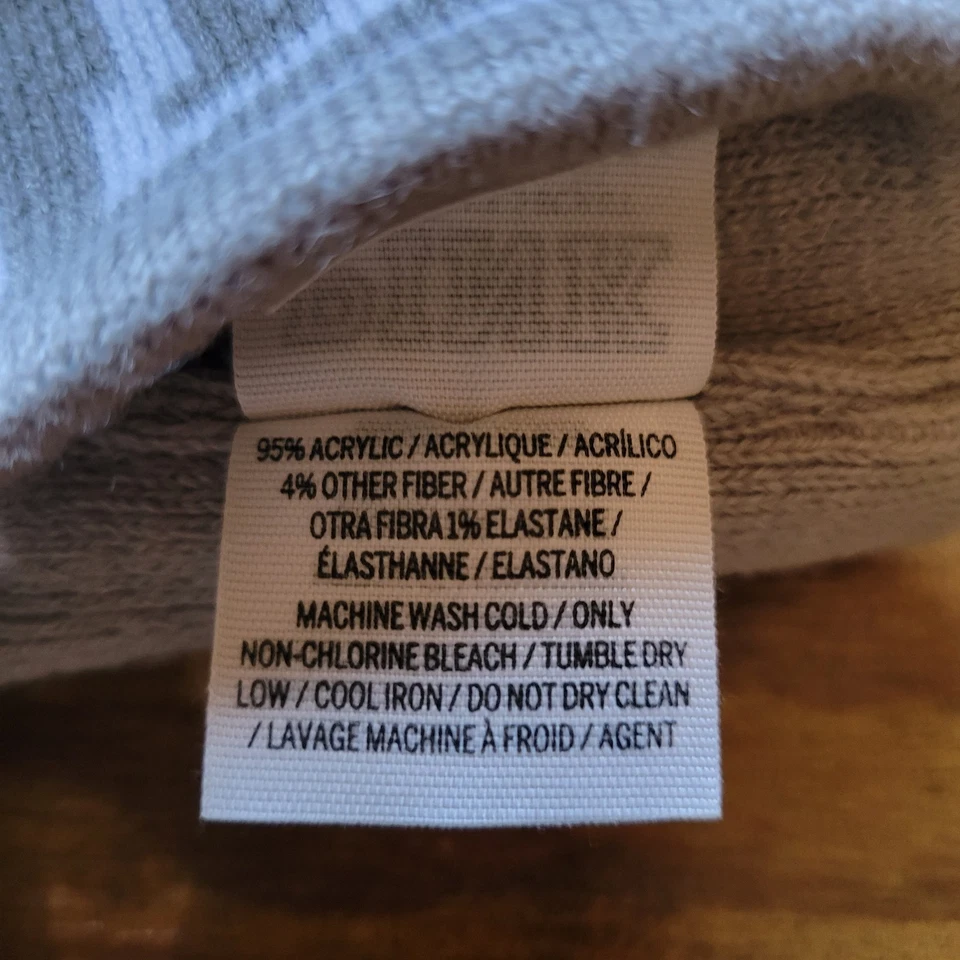 95% ACRYLIC / ACRYLIQUE / ACRÍLICO
4% OTHER FIBER / AUTRE FIBRE /
OTRA FIBRA 1% ELASTANE /
ÉLASTHANNE / ELASTANO
MACHINE WASH COLD / ONLY
NON-CHLORINE BLEACH / TUMBLE DRY
LOW / COOL IRON / DO NOT DRY CLEAN
/ LAVAGE MACHINE À FROID / AGENT